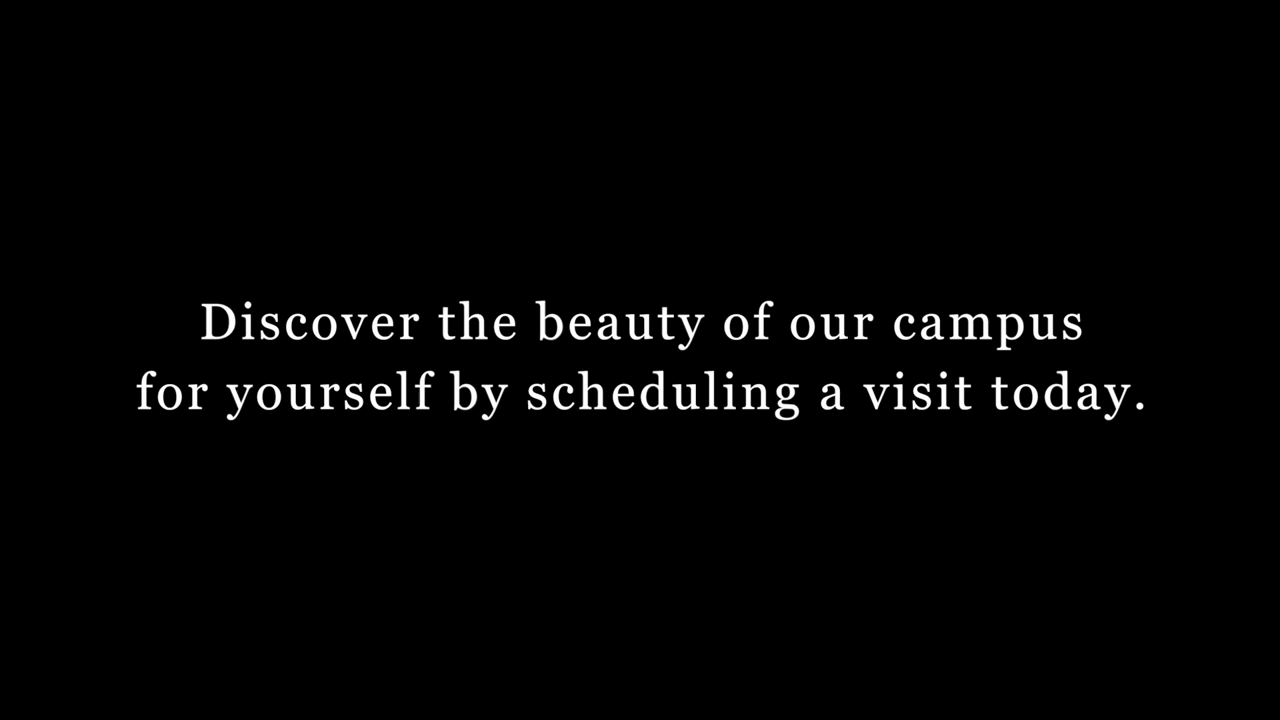 Discover the beauty of our campus
for yourself by scheduling a visit today.